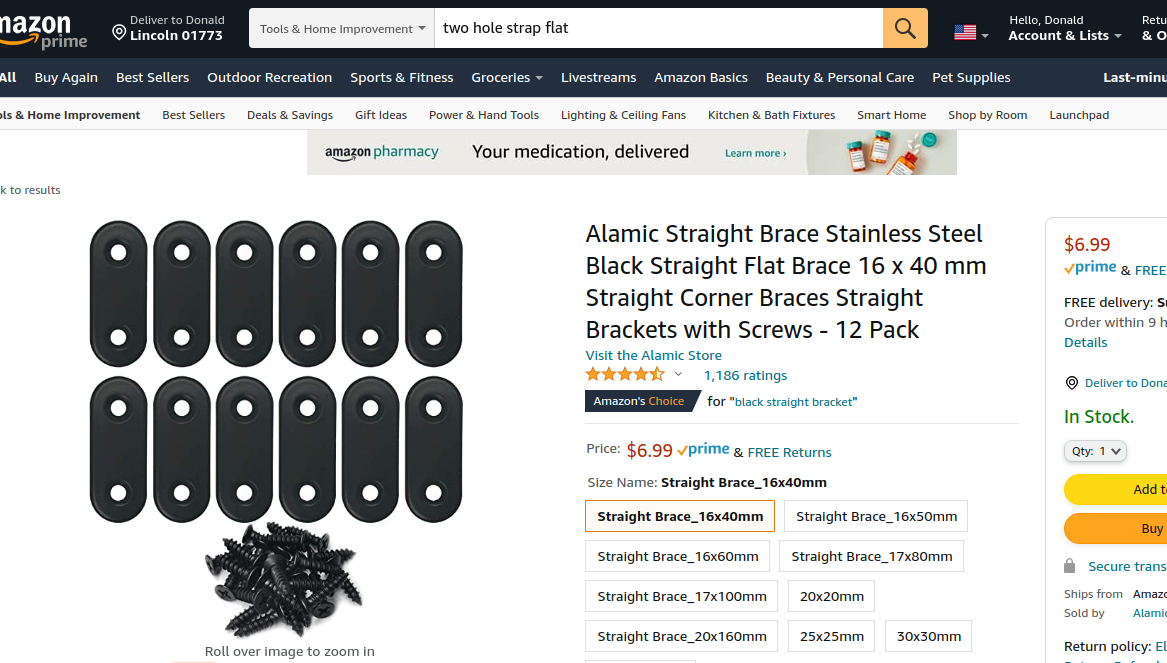 amazon
prime
Deliver to Donald
Lincoln 01773
Tools & Home Improvement
two hole strap flat
Hello, Donald
Account & Lists
& O
All Buy Again Best Sellers Outdoor Recreation Sports & Fitness Groceries Livestreams Amazon Basics Beauty & Personal Care Pet Supplies
ols & Home Improvement Best Sellers Deals & Savings Gift Ideas Power & Hand Tools Lighting & Ceiling Fans Kitchen & Bath Fixtures Smart Home Shop by Room Launchpad
amazon pharmacy Your medication, delivered Learn more ›
k to results
Alamic Straight Brace Stainless Steel
Black Straight Flat Brace 16 x 40 mm
Straight Corner Braces Straight
Brackets with Screws - 12 Pack
Visit the Alamic Store
1,186 ratings
Amazon's Choice for "black straight bracket"
Price: $6.99 prime & FREE Returns
Size Name: Straight Brace_16x40mm
Straight Brace_16x40mm Straight Brace_16x50mm
Straight Brace_16x60mm Straight Brace_17x80mm
Straight Brace_17x100mm 20x20mm
Straight Brace_20x160mm 25x25mm 30x30mm
Roll over image to zoom in
$6.99
prime & FREE
FREE delivery:
Order within 9 h
Details
Deliver to Dona
In Stock.
Qty: 1
Add t
Buy
Secure trans
Ships from Amaz
Sold by Alami
Return policy: El